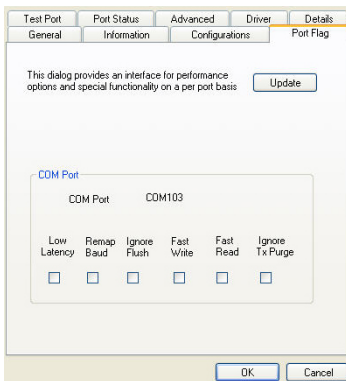 Test Port Port Status Advanced Driver Details
General Information Configurations Port Flag
This dialog provides an interface for performance
options and special functionality on a per port basis
Update
COM Port
COM Port COM103
Low Remap Ignore Fast Fast Ignore
Latency Baud Flush Write Read Tx Purge
OK Cancel